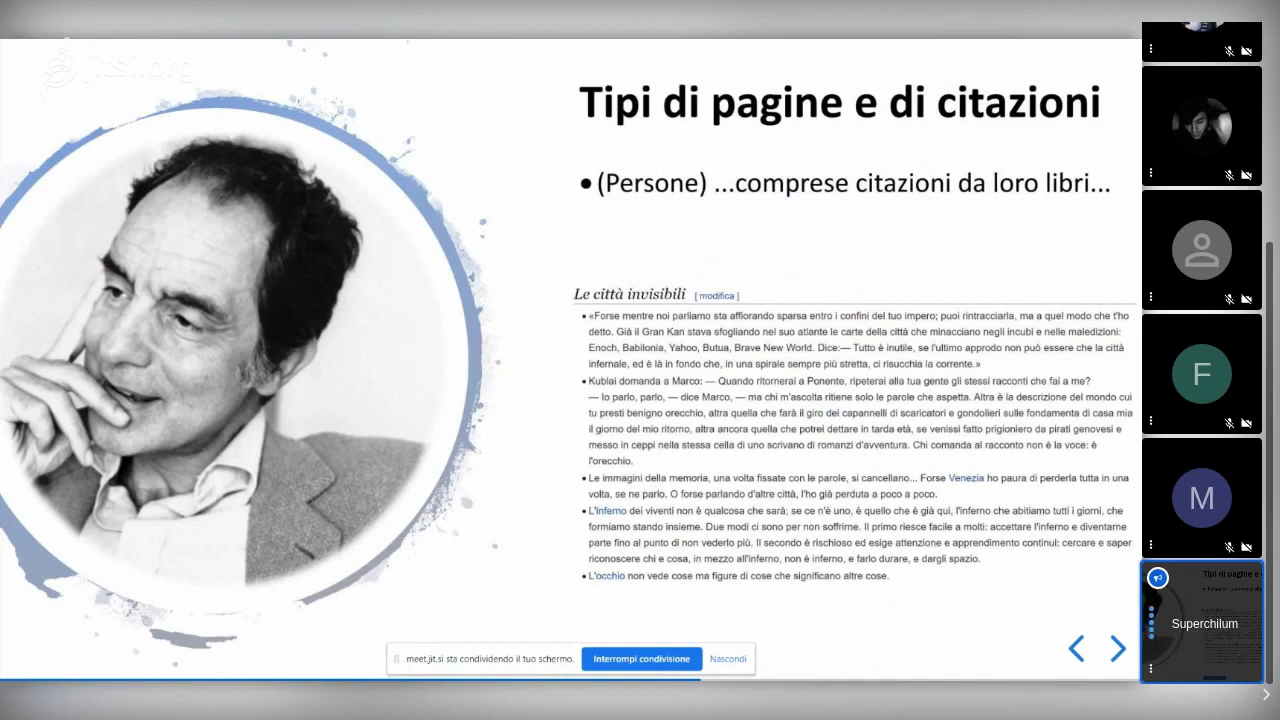 jitsi.org
Tipi di pagine e di citazioni
• (Persone) ...comprese citazioni da loro libri...
Le città invisibili [ modifica ]
• «Forse mentre noi parliamo sta affiorando sparsa entro i confini del tuo impero; puoi rintracciarla, ma a quel modo che t'ho
detto. Già il Gran Kan stava sfogliando nel suo atlante le carte della città che minacciano negli incubi e nelle maledizioni:
Enoch, Babilonia, Yahoo, Butua, Brave New World. Dice:— Tutto è inutile, se l'ultimo approdo non può essere che la città
infernale, ed è là in fondo che, in una spirale sempre più stretta, ci risucchia la corrente.»
• Kublai domanda a Marco: — Quando ritornerai a Ponente, ripeterai alla tua gente gli stessi racconti che fai a me?
— Io parlo, parlo, — dice Marco, — ma chi m'ascolta ritiene solo le parole che aspetta. Altra è la descrizione del mondo cui
tu presti benigno orecchio, altra quella che farà il giro dei capannelli di scaricatori e gondolieri sulle fondamenta di casa mia
il giorno del mio ritorno, altra ancora quella che potrei dettare in tarda età, se venissi fatto prigioniero da pirati genovesi e
messo in ceppi nella stessa cella di uno scrivano di romanzi d'avventura. Chi comanda al racconto non è la voce: è
l'orecchio.
• Le immagini della memoria, una volta fissate con le parole, si cancellano... Forse Venezia ho paura di perderla tutta in una
volta, se ne parlo. O forse parlando d'altre città, l'ho già perduta a poco a poco.
• L'inferno dei viventi non è qualcosa che sarà; se ce n'è uno, è quello che è già qui, l'inferno che abitiamo tutti i giorni, che
formiamo stando insieme. Due modi ci sono per non soffrirne. Il primo riesce facile a molti: accettare l'inferno e diventarne
parte fino al punto di non vederlo più. Il secondo è rischioso ed esige attenzione e apprendimento continui: cercare e saper
riconoscere chi e cosa, in mezzo all'inferno, non è inferno, e farlo durare, e dargli spazio.
• L'occhio non vede cose ma figure di cose che significano altre cose.
meet.jit.si sta condividendo il tuo schermo.
Interrompi condivisione
Nascondi
F
M
Superchilum